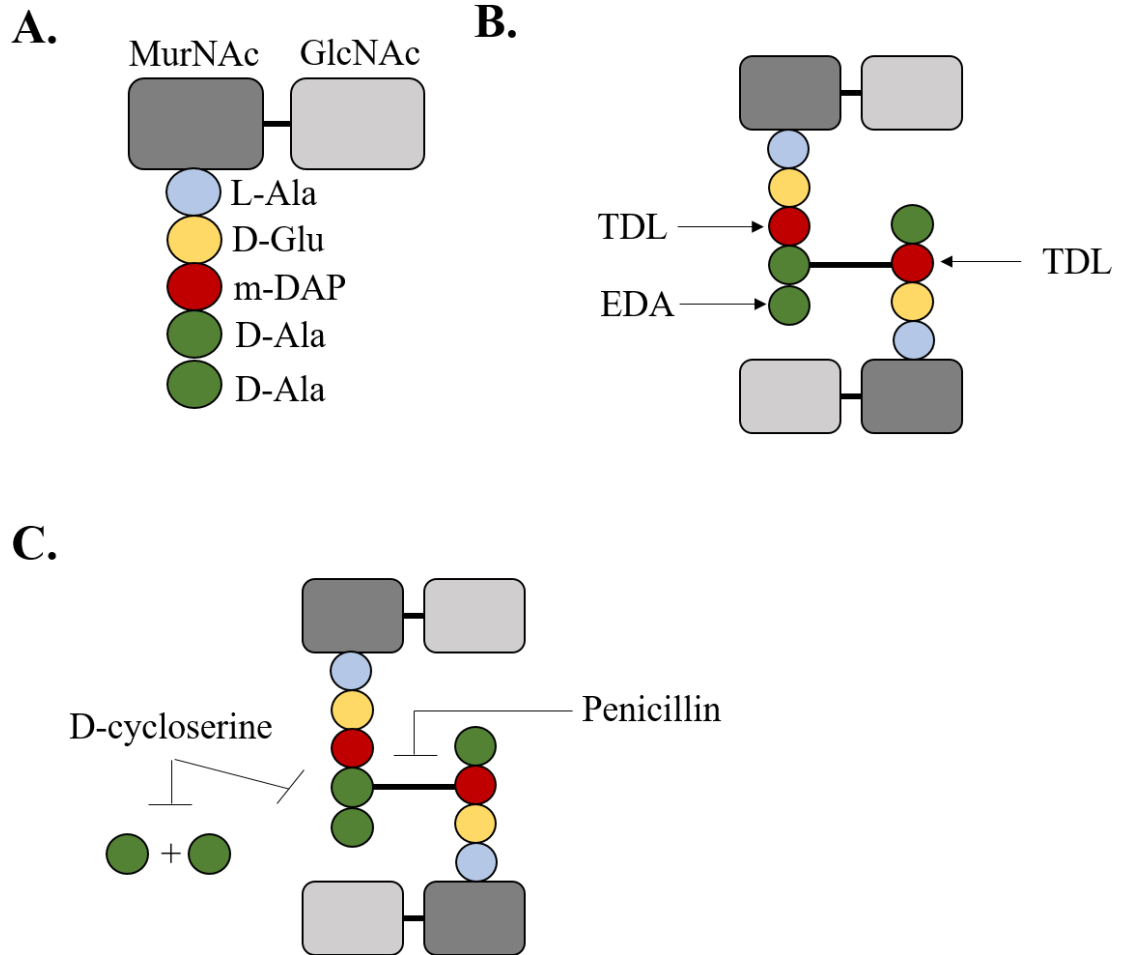 A.
MurNAc GlcNAc
L-Ala
D-Glu
m-DAP
D-Ala
D-Ala
B.
TDL
TDL
EDA
C.
D-cycloserine
Penicillin
+